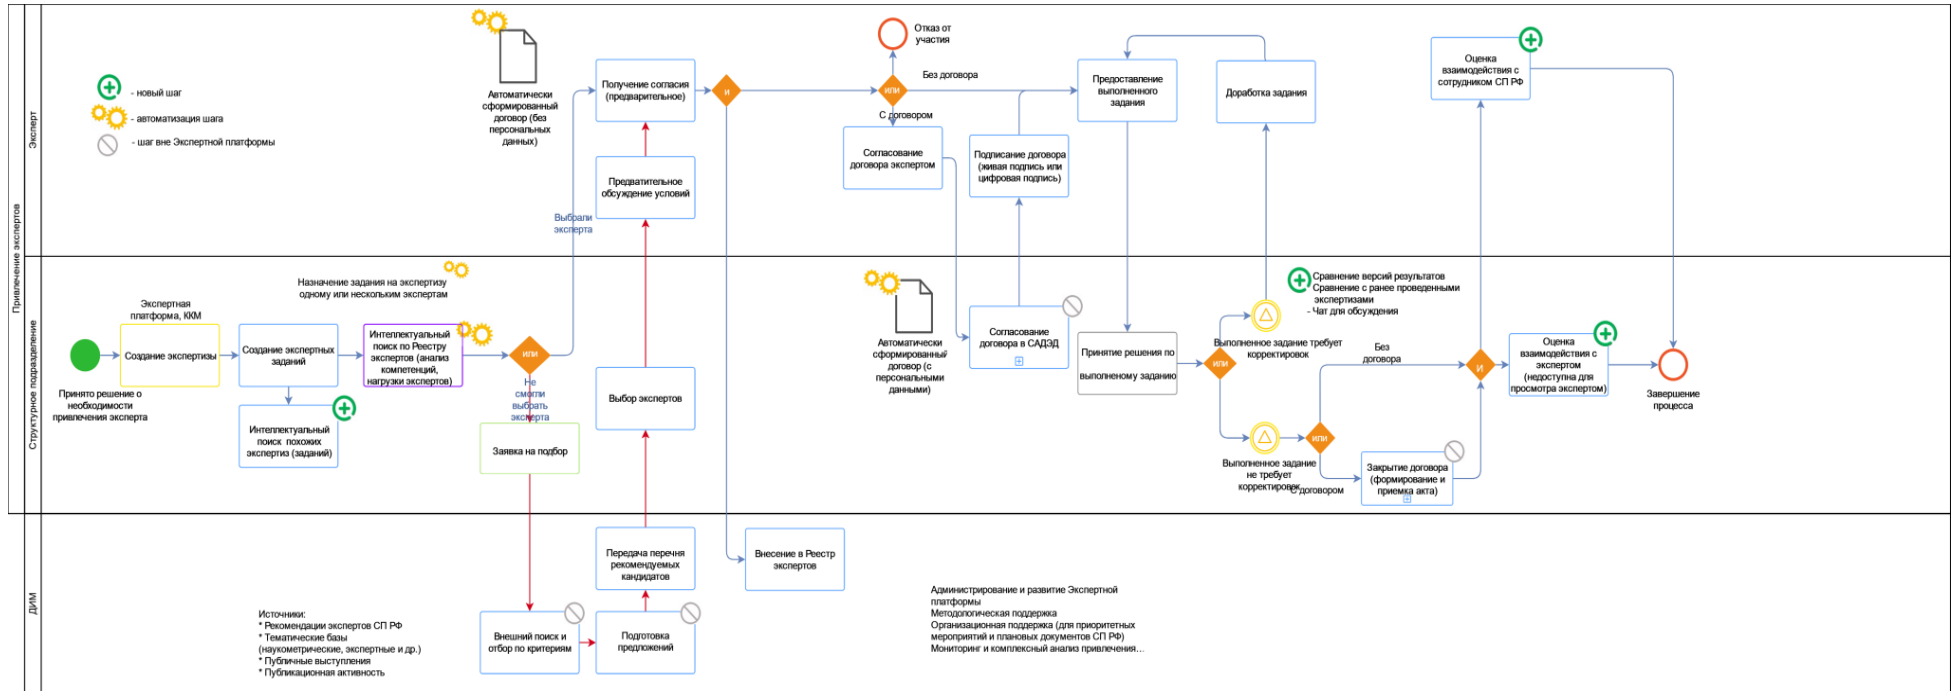 Привлечение экспертов
Эксперт
- новый шаг
- автоматизация шага
- шаг вне Экспертной платформы
Автоматически
сформированный
договор (без
персональных
данных)
Получение согласия
(предварительное)
Предватительное
обсуждение условий
Выбрали
эксперта
и
Отказ от
участия
или
Без договора
С договором
Согласование
договора экспертом
Подписание договора
(живая подпись или
цифровая подпись)
Предоставление
выполненного
задания
Доработка задания
Оценка
взаимодействия с
сотрудником СП РФ
Структурное подразделение
Принято решение о
необходимости
привлечения эксперта
Экспертная
платформа, ККМ
Создание экспертизы
Создание экспертных
заданий
Интеллектуальный
поиск похожих
экспертиз (заданий)
Назначение задания на экспертизу
одному или нескольким экспертам
Интеллектуальный
поиск по Реестру
экспертов (анализ
компетенций,
нагрузки экспертов)
или
Не
смогли
выбрать
эксперта
Заявка на подбор
Выбор экспертов
Автоматически
сформированный
договор (с
персональными
данными)
Согласование
договора в САДЭД
Принятие решения по
выполненому заданию
или
Сравнение версий результатов
Сравнение с ранее проведенными
экспертизами
- Чат для обсуждения
Выполненное задание требует
корректировок
Выполненное задание
не требует
корректировок
или
Без
договора
С договором
Закрытие договора
(формирование и
приемка акта)
И
Оценка
взаимодействия с
экспертом
(недоступна для
просмотра экспертом)
Завершение
процесса
ДИМ
Источники:
* Рекомендации экспертов СП РФ
* Тематические базы
(наукометрические, экспертные и др.)
* Публичные выступления
* Публикационная активность
Внешний поиск и
отбор по критериям
Подготовка
предложений
Передача перечня
рекомендуемых
кандидатов
Внесение в Реестр
экспертов
Администрирование и развитие Экспертной
платформы
Методологическая поддержка
Организационная поддержка (для приоритетных
мероприятий и плановых документов СП РФ)
Мониторинг и комплексный анализ привлечения...